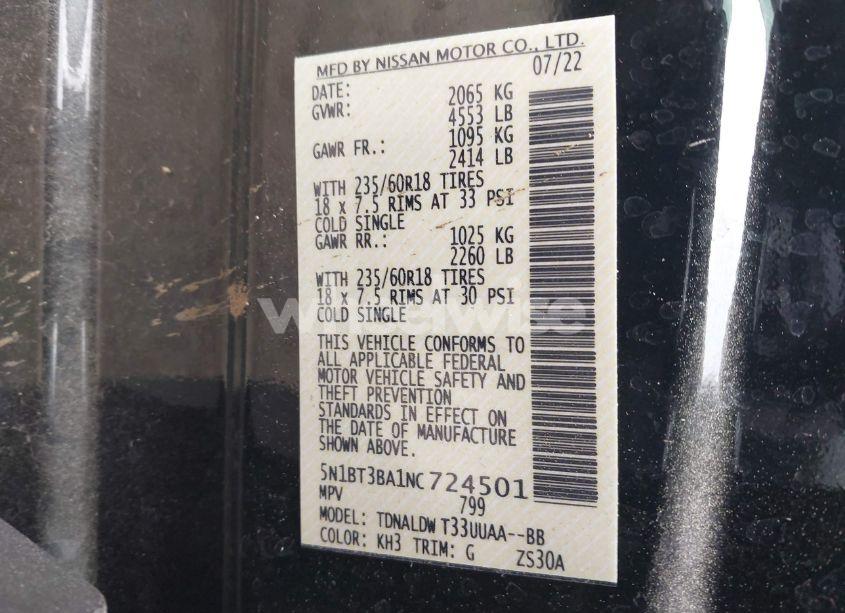 MFD BY NISSAN MOTOR CO., LTD.
DATE: 07/22
GVWR: 2065 KG
4553 LB
GAWR FR.: 1095 KG
2414 LB
WITH 235/60R18 TIRES
18 x 7.5 RIMS AT 33 PSI
COLD SINGLE
GAWR RR.: 1025 KG
2260 LB
WITH 235/60R18 TIRES
18 x 7.5 RIMS AT 30 PSI
COLD SINGLE
wheelwise
THIS VEHICLE CONFORMS TO
ALL APPLICABLE FEDERAL
MOTOR VEHICLE SAFETY AND
THEFT PREVENTION
STANDARDS IN EFFECT ON
THE DATE OF MANUFACTURE
SHOWN ABOVE.
5N1BT3BA1NC724501
MPV 799
MODEL: TDNALDW T33UUAA--BB
COLOR: KH3 TRIM: G ZS30A